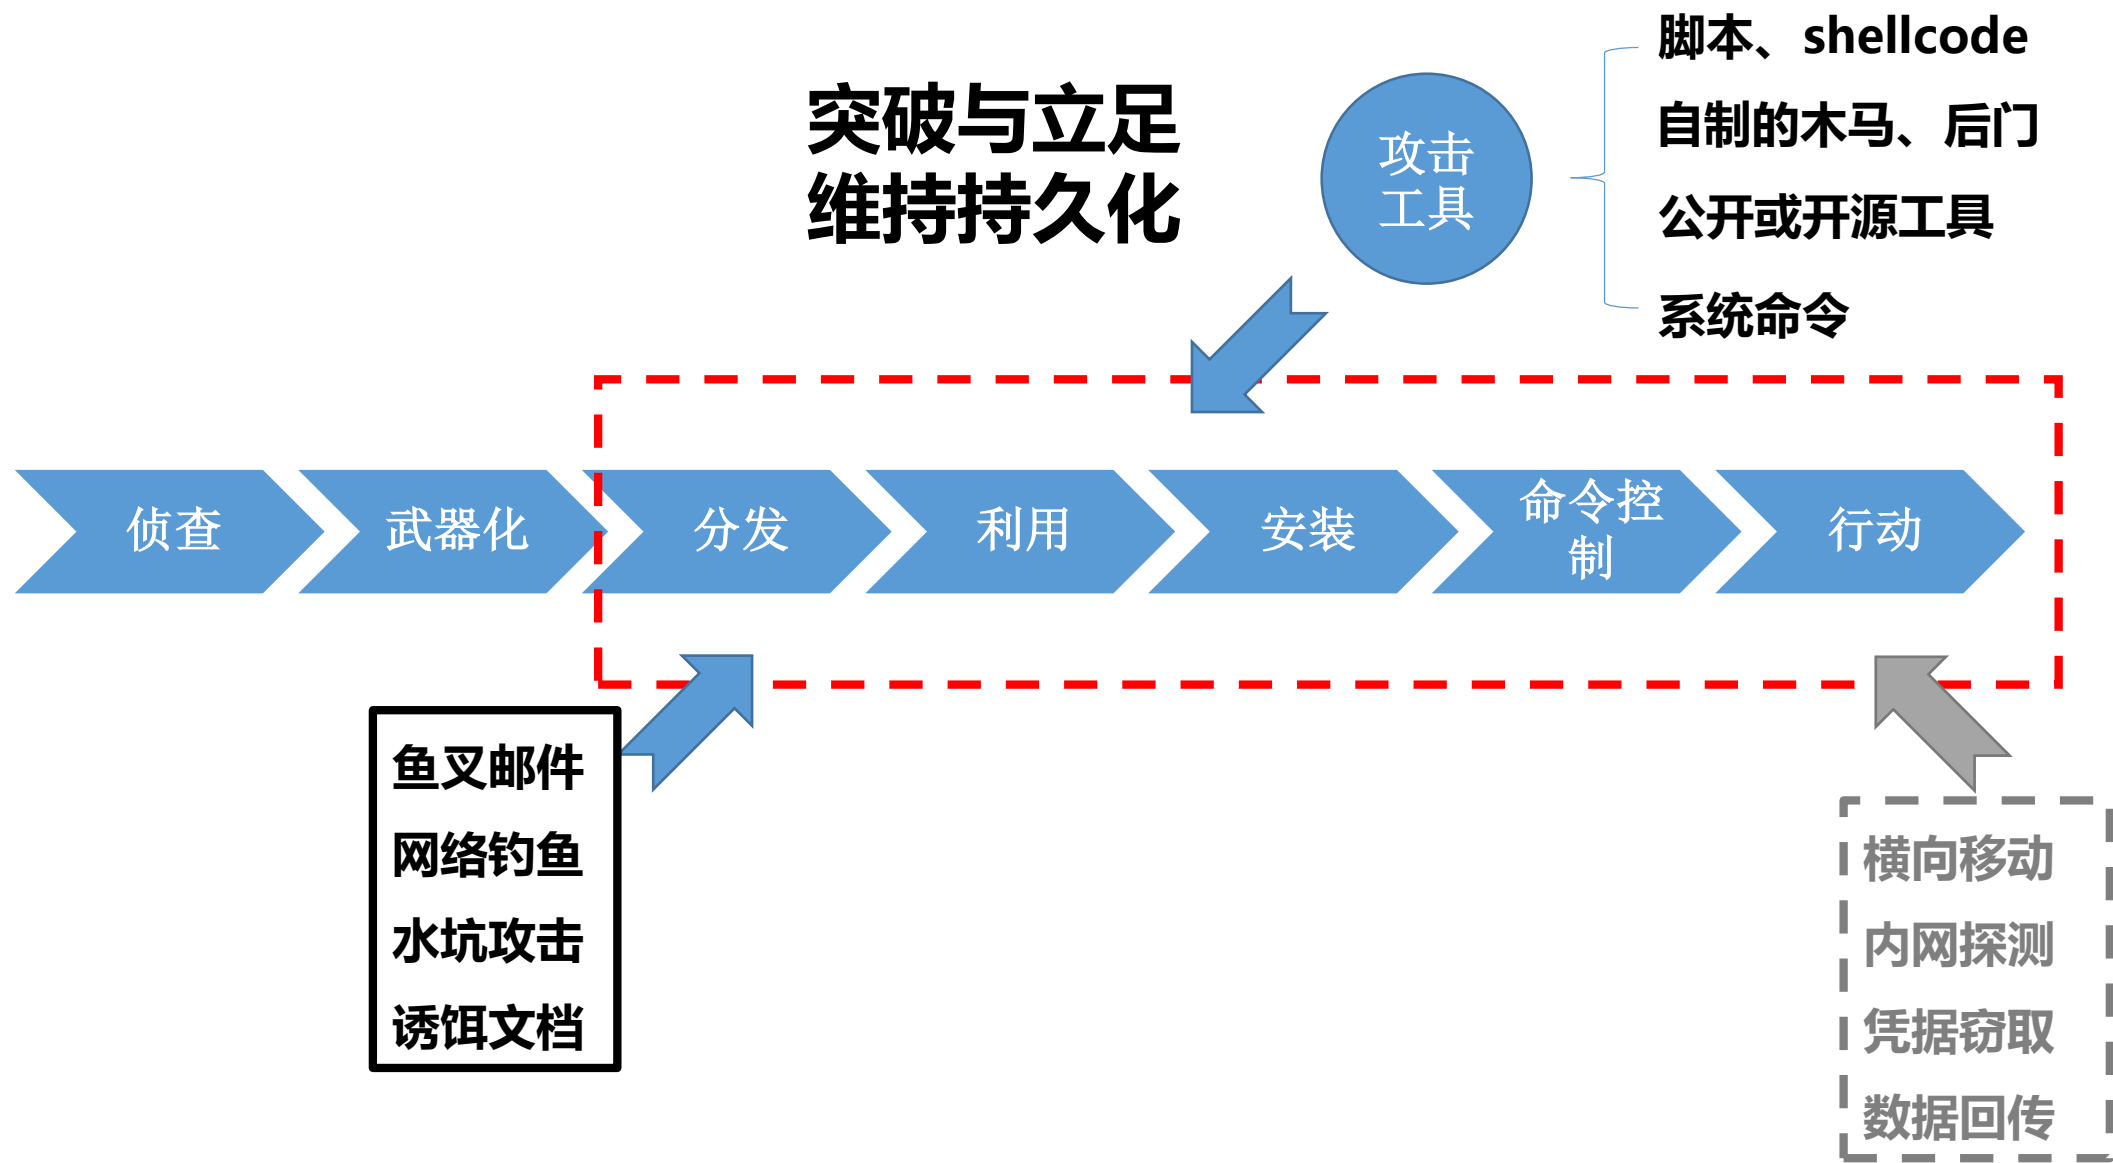 突破与立足
维持持久化
攻击
工具
脚本、shellcode
自制的木马、后门
公开或开源工具
系统命令
侦查
武器化
分发
利用
安装
命令控
制
行动
鱼叉邮件
网络钓鱼
水坑攻击
诱饵文档
横向移动
内网探测
凭据窃取
数据回传